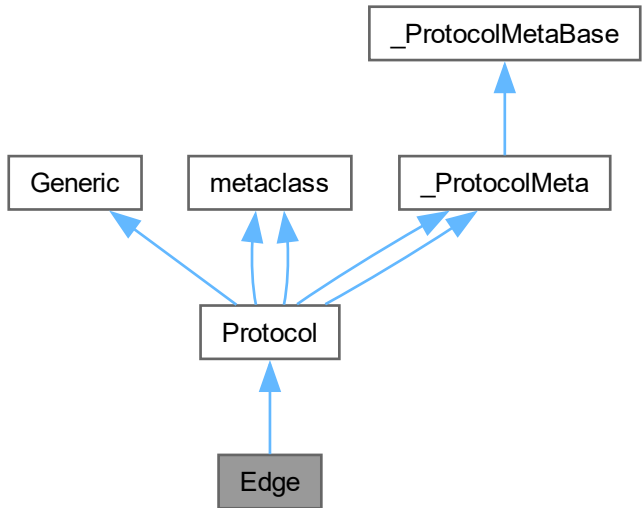 _ProtocolMetaBase
Generic
metaclass
_ProtocolMeta
Protocol
Edge